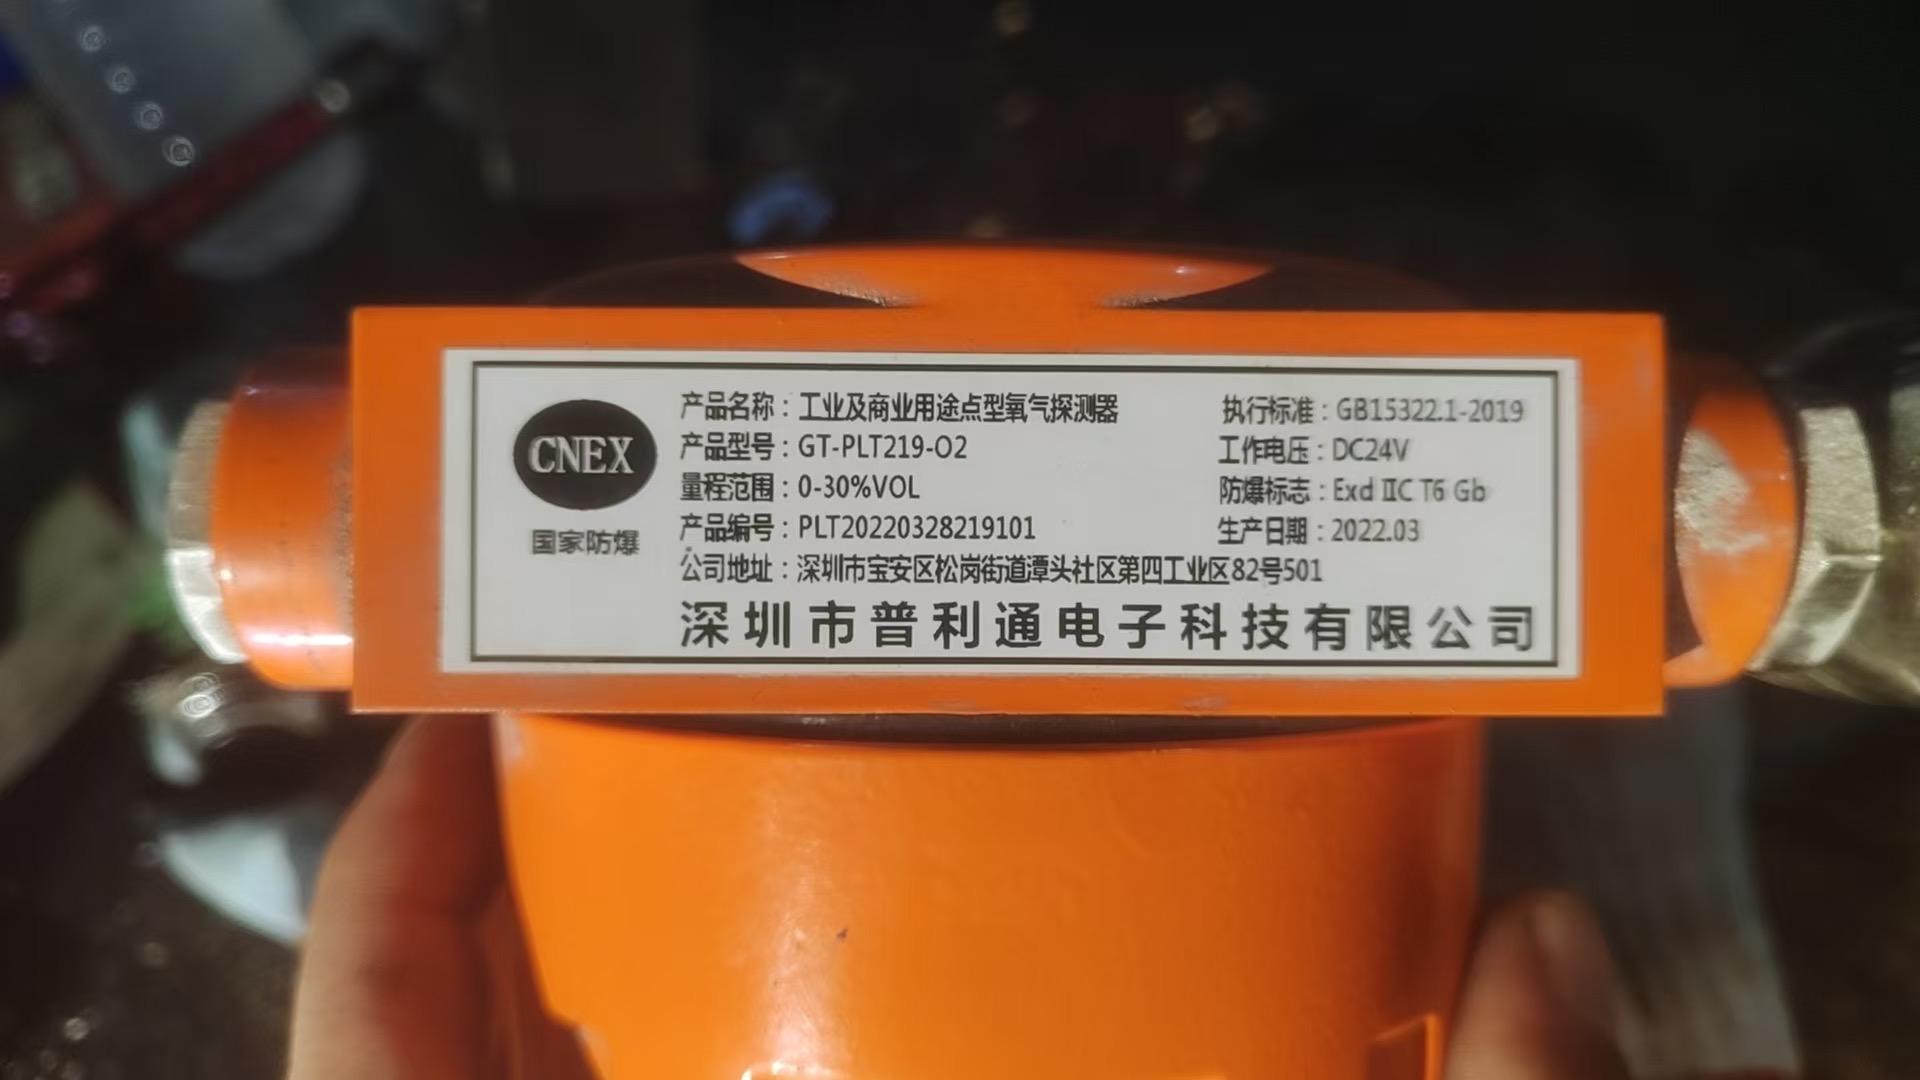 CNEX
国家防爆
产品名称：工业及商业用途点型氧气探测器
执行标准：GB15322.1-2019
产品型号：GT-PLT219-O2
工作电压：DC24V
量程范围：0-30%VOL
防爆标志：Exd IIC T6 Gb
产品编号：PLT20220328219101
生产日期：2022.03
公司地址：深圳市宝安区松岗街道潭头社区第四工业区82号501
深圳市普利通电子科技有限公司